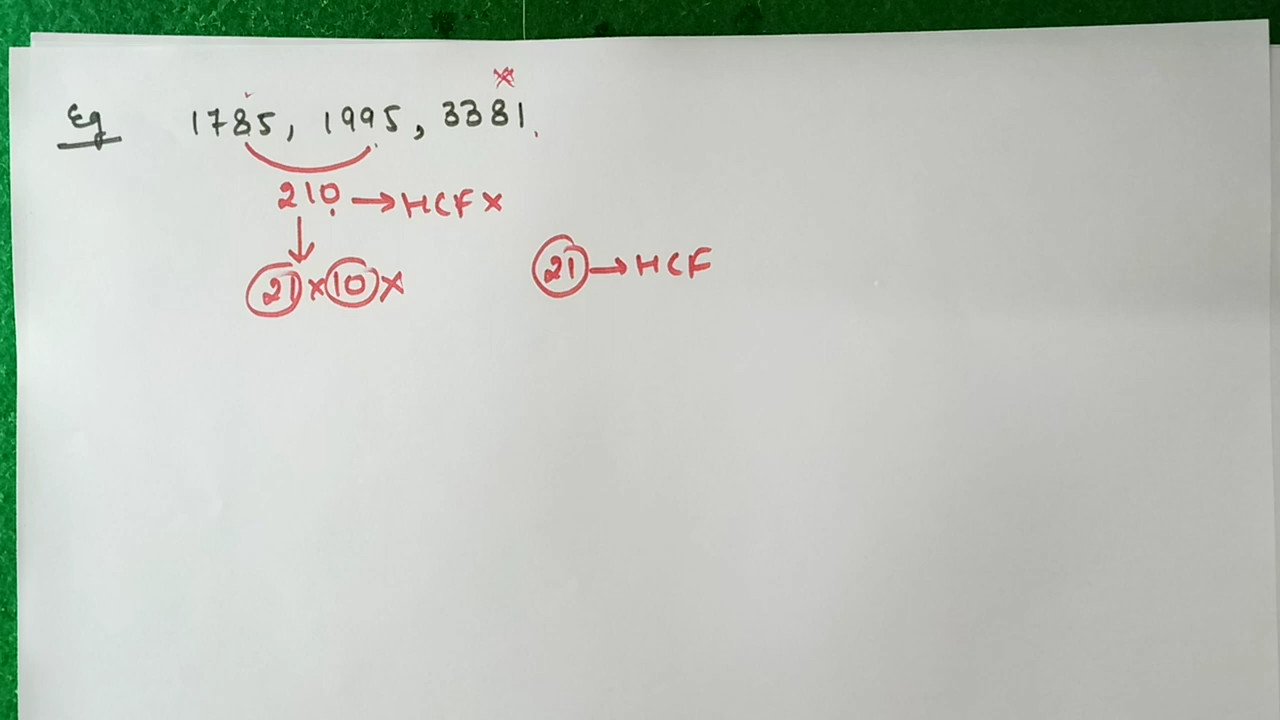 Eg 1785, 1995, 3381.
210 → HCF ×
↓
21 × 10 ×
21 → HCF